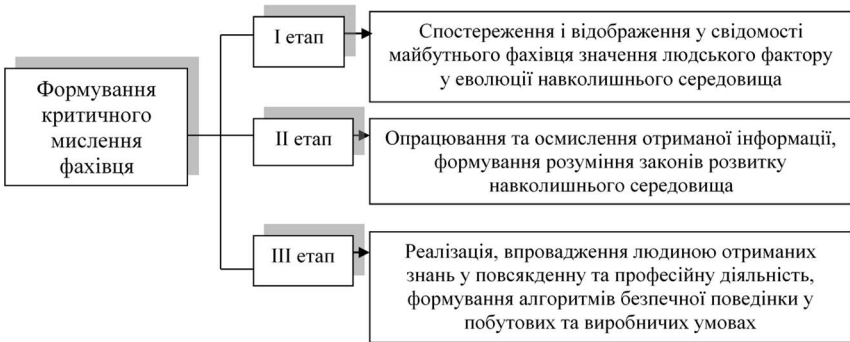 Формування
критичного
мислення
фахівця
І етап
Спостереження і відображення у свідомості
майбутнього фахівця значення людського фактору
у еволюції навколишнього середовища
ІІ етап
Опрацювання та осмислення отриманої інформації,
формування розуміння законів розвитку
навколишнього середовища
ІІІ етап
Реалізація, впровадження людиною отриманих
знань у повсякденну та професійну діяльність,
формування алгоритмів безпечної поведінки у
побутових та виробничих умовах